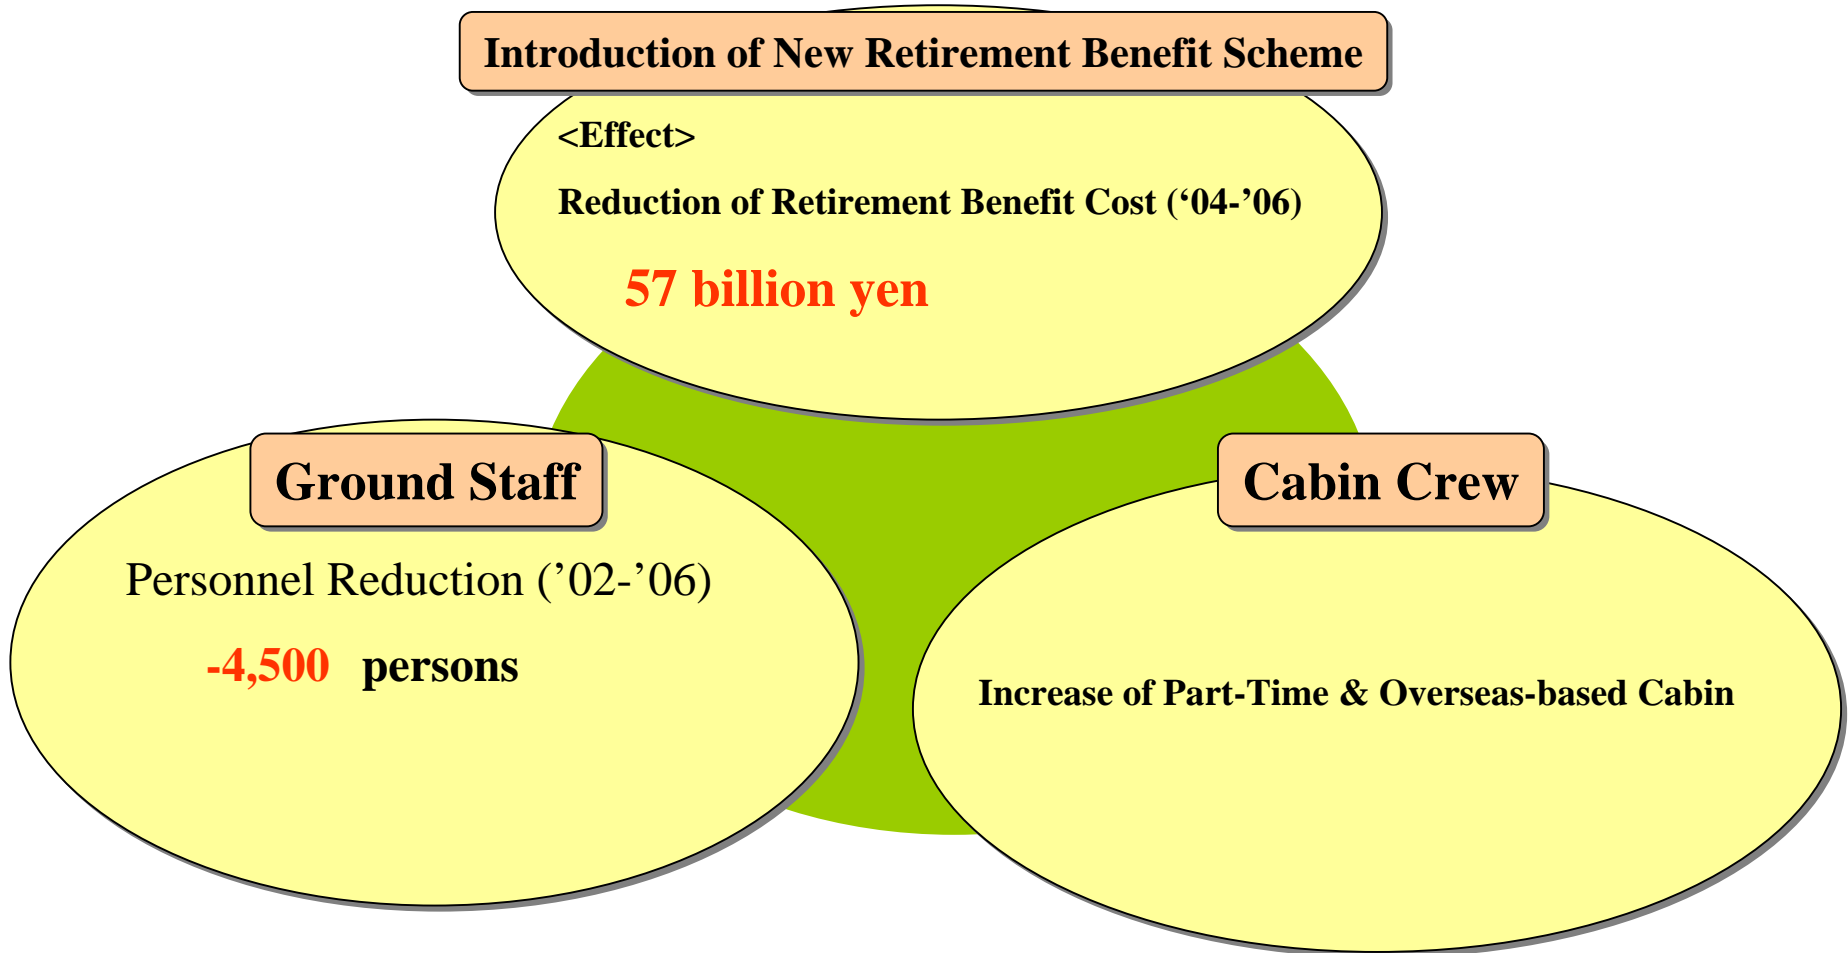 Introduction of New Retirement Benefit Scheme
<Effect>
Reduction of Retirement Benefit Cost (‘04-’06)
57 billion yen
Ground Staff
Personnel Reduction (’02-’06)
-4,500 persons
Cabin Crew
Increase of Part-Time & Overseas-based Cabin